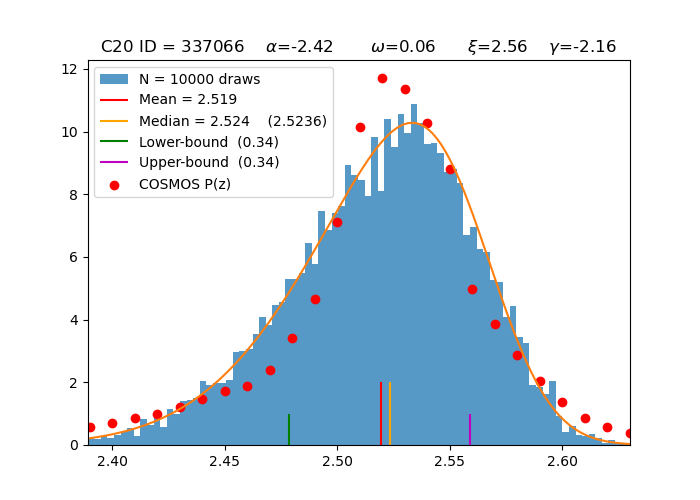 C20 ID = 337066 α=-2.42 ω=0.06 ξ=2.56 γ=-2.16
N = 10000 draws
Mean = 2.519
Median = 2.524 (2.5236)
Lower-bound (0.34)
Upper-bound (0.34)
COSMOS P(z)
12
10
8
6
4
2
0
2.40 2.45 2.50 2.55 2.60